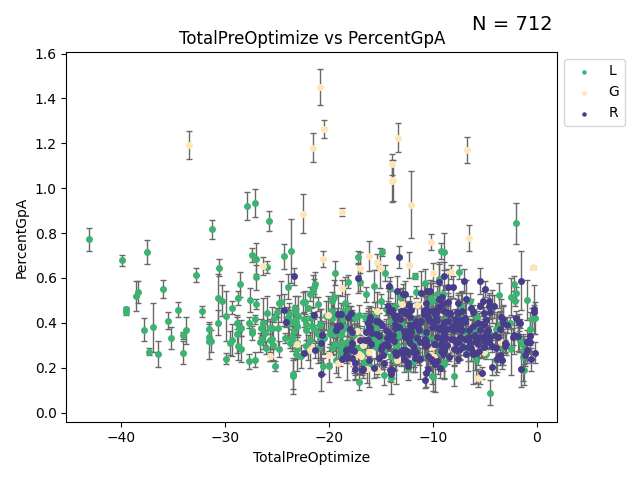 N = 712
TotalPreOptimize vs PercentGpA
1.6
1.4
1.2
1.0
0.8
0.6
0.4
0.2
0.0
PercentGpA
−40
−30
−20
−10
0
TotalPreOptimize
L
G
R